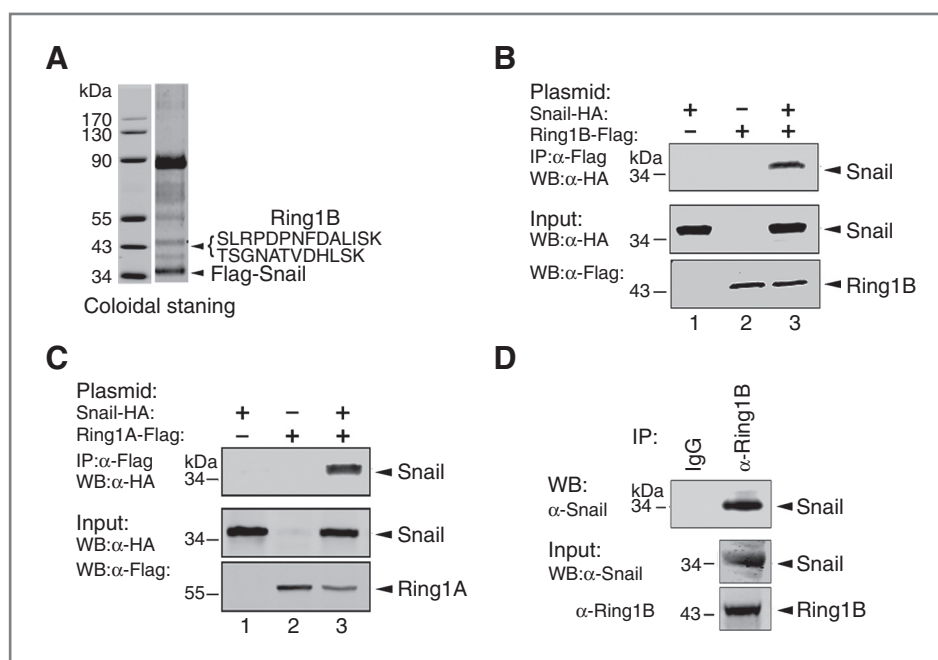 A
kDa
170
130
90
55
43
34
Ring1B
SLRPDPNFDALISK
TSGNATVDHLSK
Flag-Snail
Coloidal staning
B
Plasmid:
Snail-HA: + – +
Ring1B-Flag: – + +
IP:α-Flag kDa
WB:α-HA 34 Snail
Input:
WB:α-HA 34 Snail
WB:α-Flag: 43 Ring1B
1 2 3
C
Plasmid:
Snail-HA: + – +
Ring1A-Flag: – + +
IP:α-Flag kDa
WB:α-HA 34 Snail
Input:
WB:α-HA 34 Snail
WB:α-Flag: 55 Ring1A
1 2 3
D
IP: IgG α-Ring1B
WB: kDa
α-Snail 34 Snail
Input:
WB:α-Snail 34 Snail
α-Ring1B 43 Ring1B